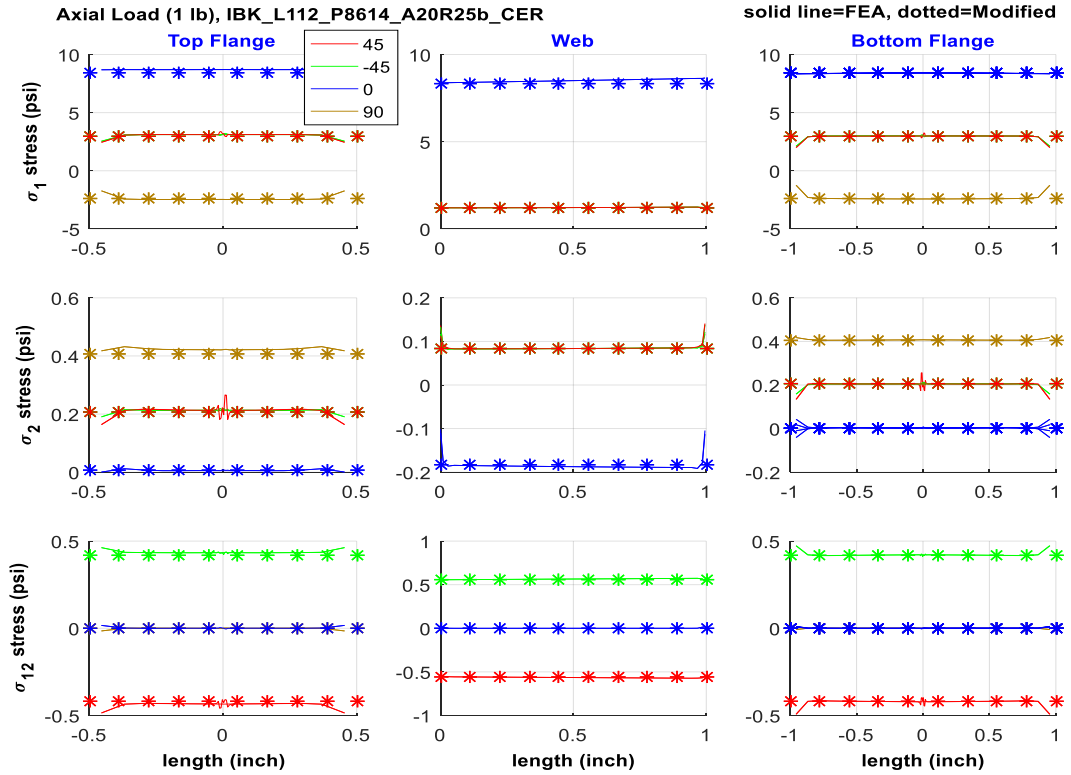 Axial Load (1 lb), IBK_L112_P8614_A20R25b_CER
solid line=FEA, dotted=Modified
Top Flange
Web
Bottom Flange
45
-45
0
90
σ1 stress (psi)
10
5
0
-5
-0.5 0 0.5
10
5
0
0 0.5 1
10
5
0
-5
-1 -0.5 0 0.5 1
σ2 stress (psi)
0.6
0.4
0.2
0
-0.5 0 0.5
0.2
0.1
0
-0.1
-0.2
0 0.5 1
0.6
0.4
0.2
0
-0.2
-1 -0.5 0 0.5 1
σ12 stress (psi)
0.5
0
-0.5
-0.5 0 0.5
length (inch)
1
0.5
0
-0.5
-1
0 0.5 1
length (inch)
0.5
0
-0.5
-1 -0.5 0 0.5 1
length (inch)